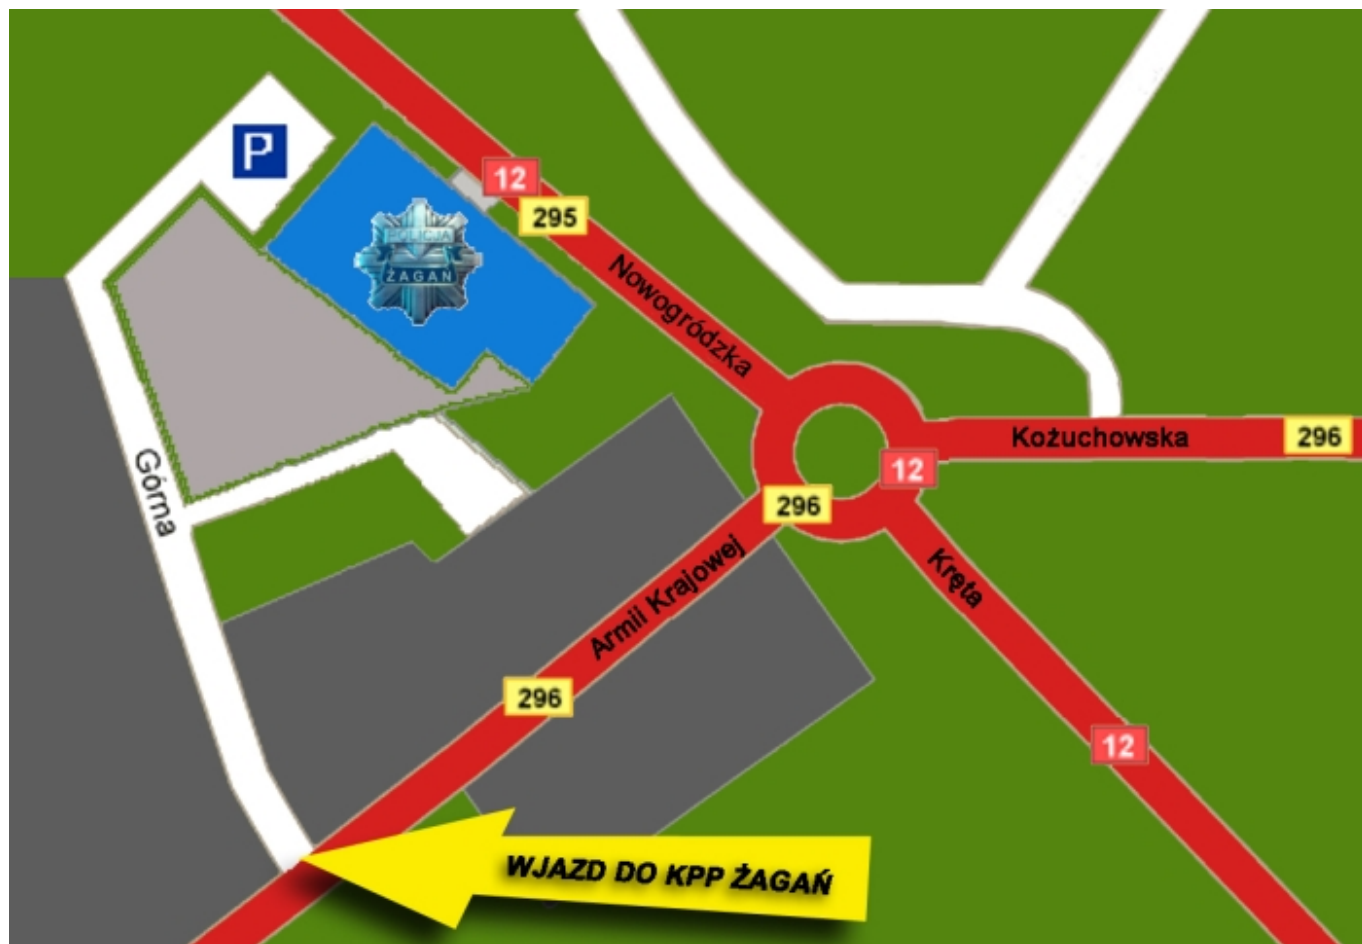 P
12
295
POLICJA
ŻAGAŃ
Nowogródzka
Kożuchowska
296
12
296
Górna
Armii Krajowej
Kręta
296
12
WJAZD DO KPP ŻAGAŃ